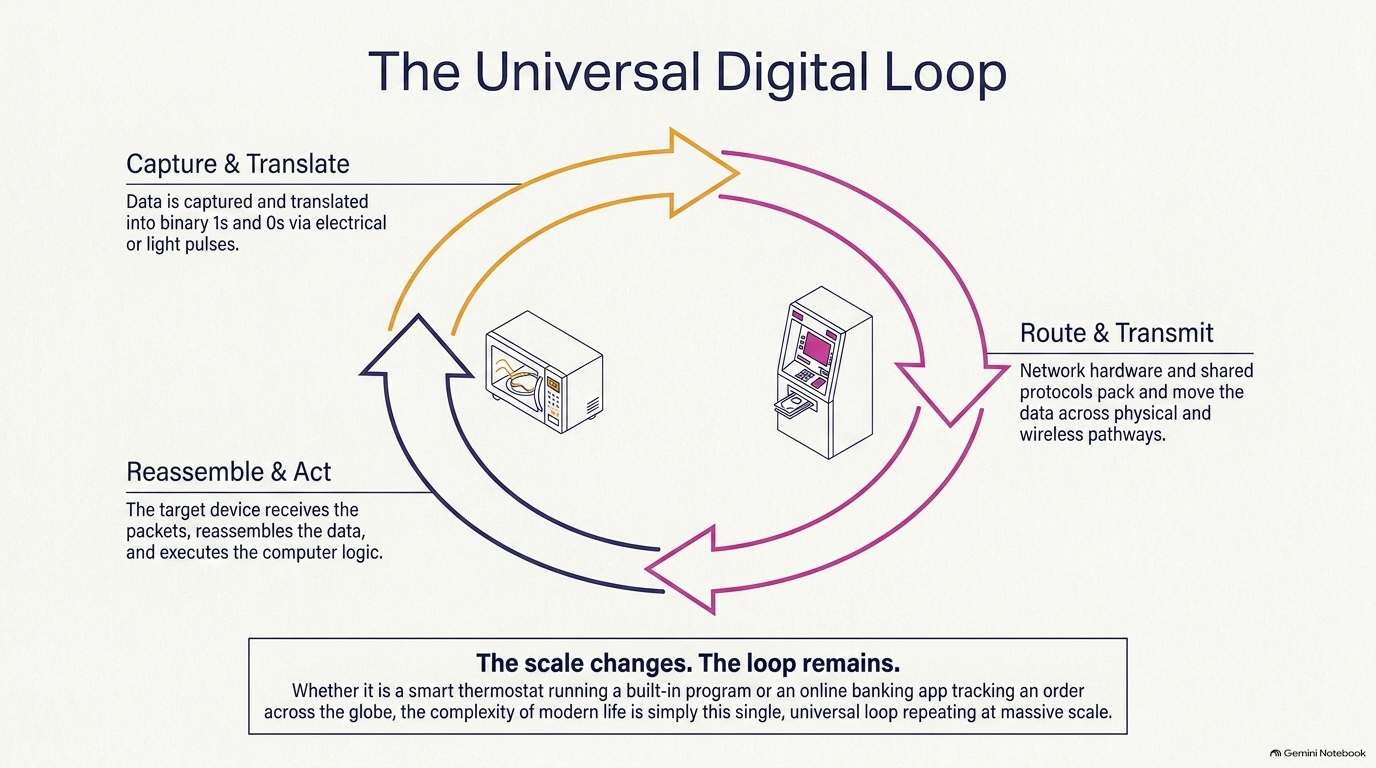 The Universal Digital Loop
Capture & Translate
Data is captured and translated
into binary 1s and 0s via electrical
or light pulses.
Route & Transmit
Network hardware and shared
protocols pack and move the
data across physical and
wireless pathways.
Reassemble & Act
The target device receives the
packets, reassembles the data,
and executes the computer logic.
The scale changes. The loop remains.
Whether it is a smart thermostat running a built-in program or an online banking app tracking an order
across the globe, the complexity of modern life is simply this single, universal loop repeating at massive scale.
Gemini Notebook